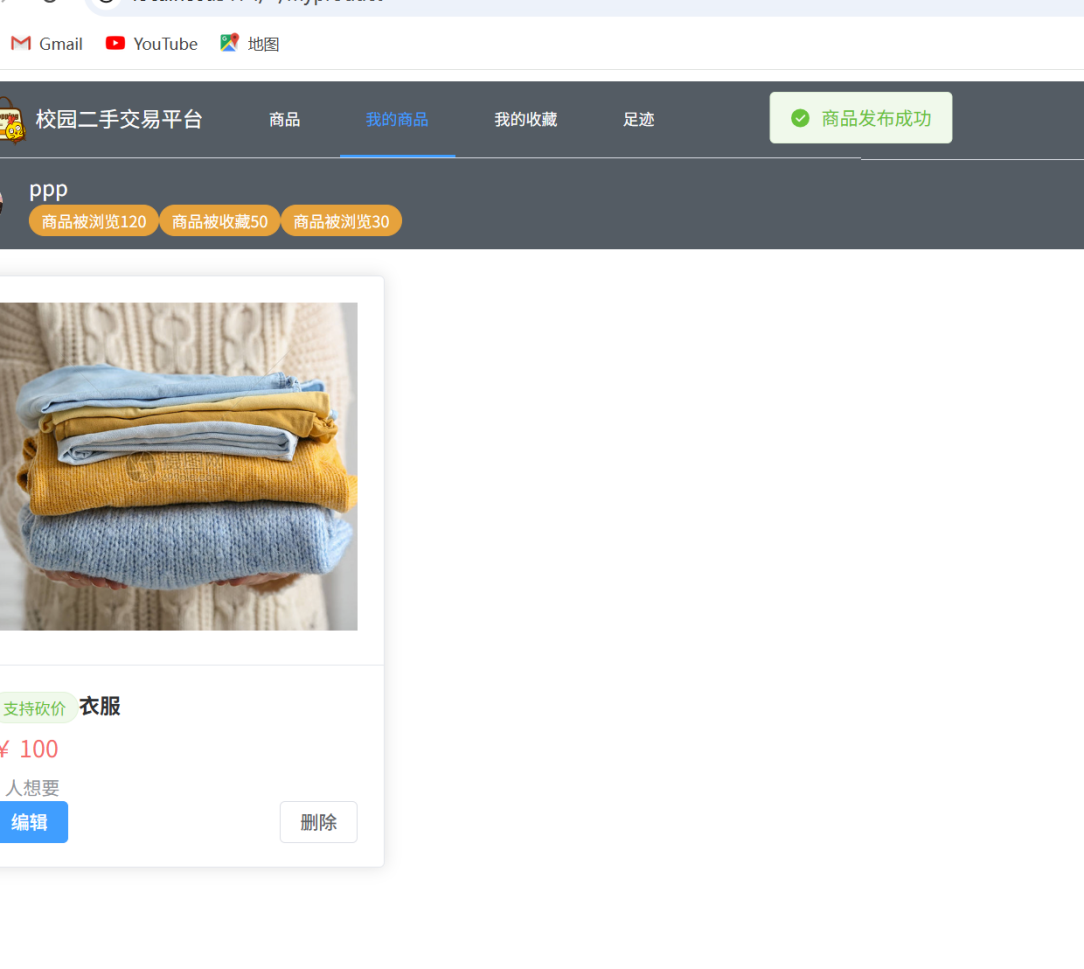 Gmail YouTube 地图
校园二手交易平台 商品 我的商品 我的收藏 足迹 商品发布成功
ppp
商品被浏览120 商品被收藏50 商品被浏览30
支持砍价 衣服
¥ 100
人想要
编辑 删除